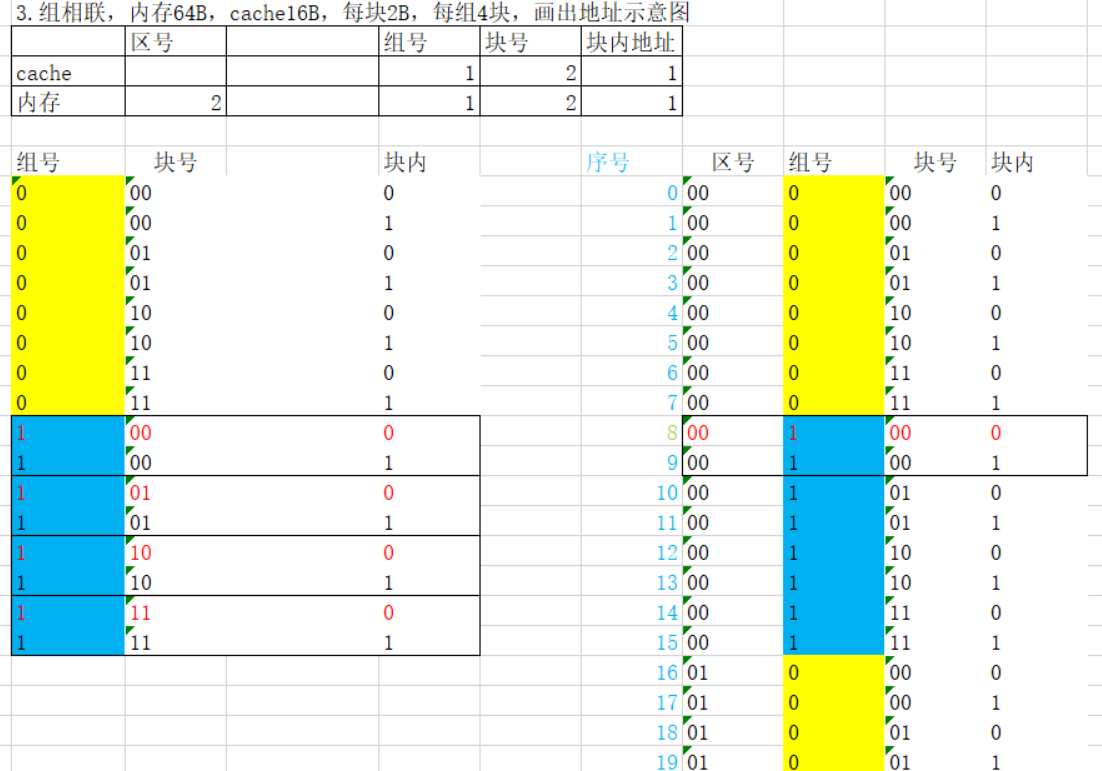 3.组相联，内存64B，cache16B，每块2B，每组4块，画出地址示意图
区号 组号 块号 块内地址
cache 1 2 1
内存 2 1 2 1
组号 块号 块内 序号 区号 组号 块号 块内
0 00 0 0 00 0 00 0
0 00 1 1 00 0 00 1
0 01 0 2 00 0 01 0
0 01 1 3 00 0 01 1
0 10 0 4 00 0 10 0
0 10 1 5 00 0 10 1
0 11 0 6 00 0 11 0
0 11 1 7 00 0 11 1
1 00 0 8 00 1 00 0
1 00 1 9 00 1 00 1
1 01 0 10 00 1 01 0
1 01 1 11 00 1 01 1
1 10 0 12 00 1 10 0
1 10 1 13 00 1 10 1
1 11 0 14 00 1 11 0
1 11 1 15 00 1 11 1
16 01 0 00 0
17 01 0 00 1
18 01 0 01 0
19 01 0 01 1